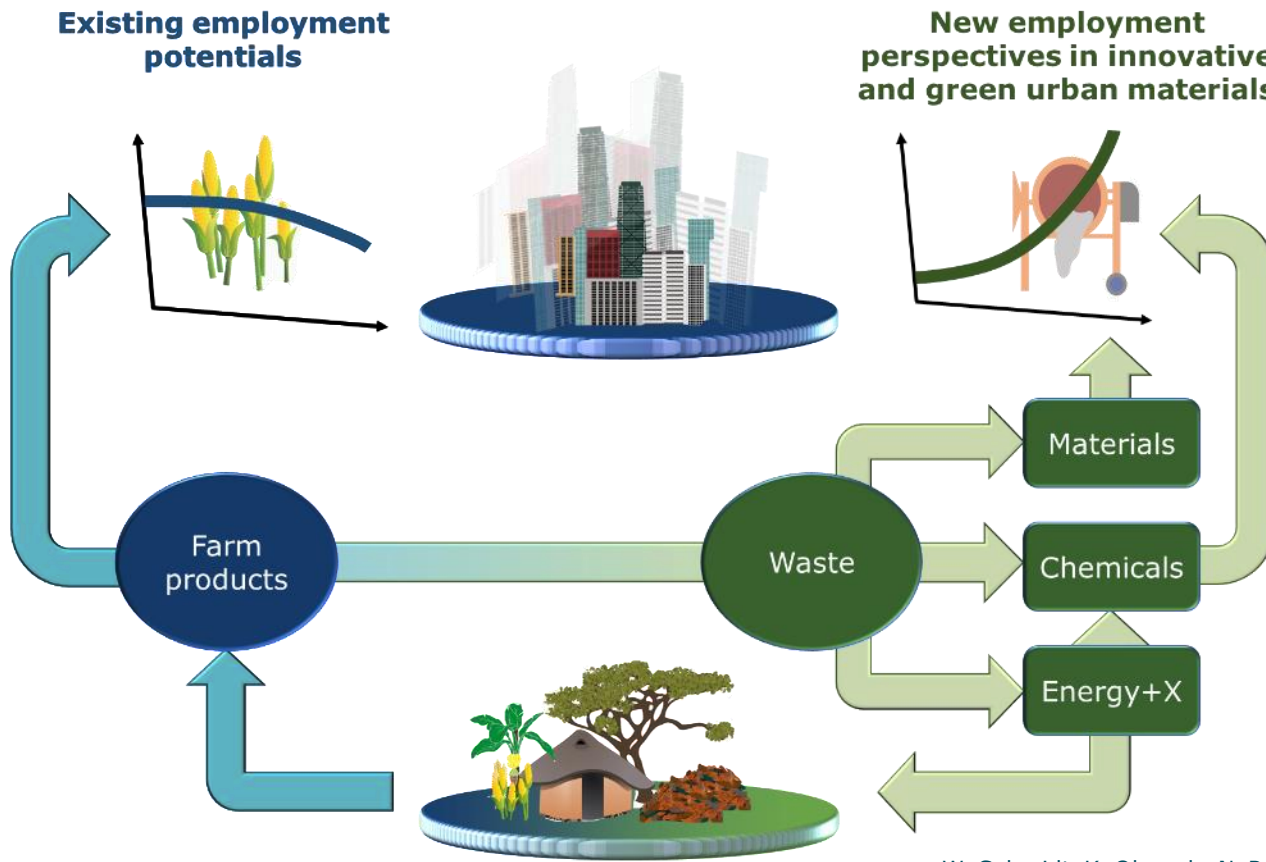 Existing employment
potentials
New employment
perspectives in innovative
and green urban materials
Materials
Farm
products
Waste
Chemicals
Energy+X